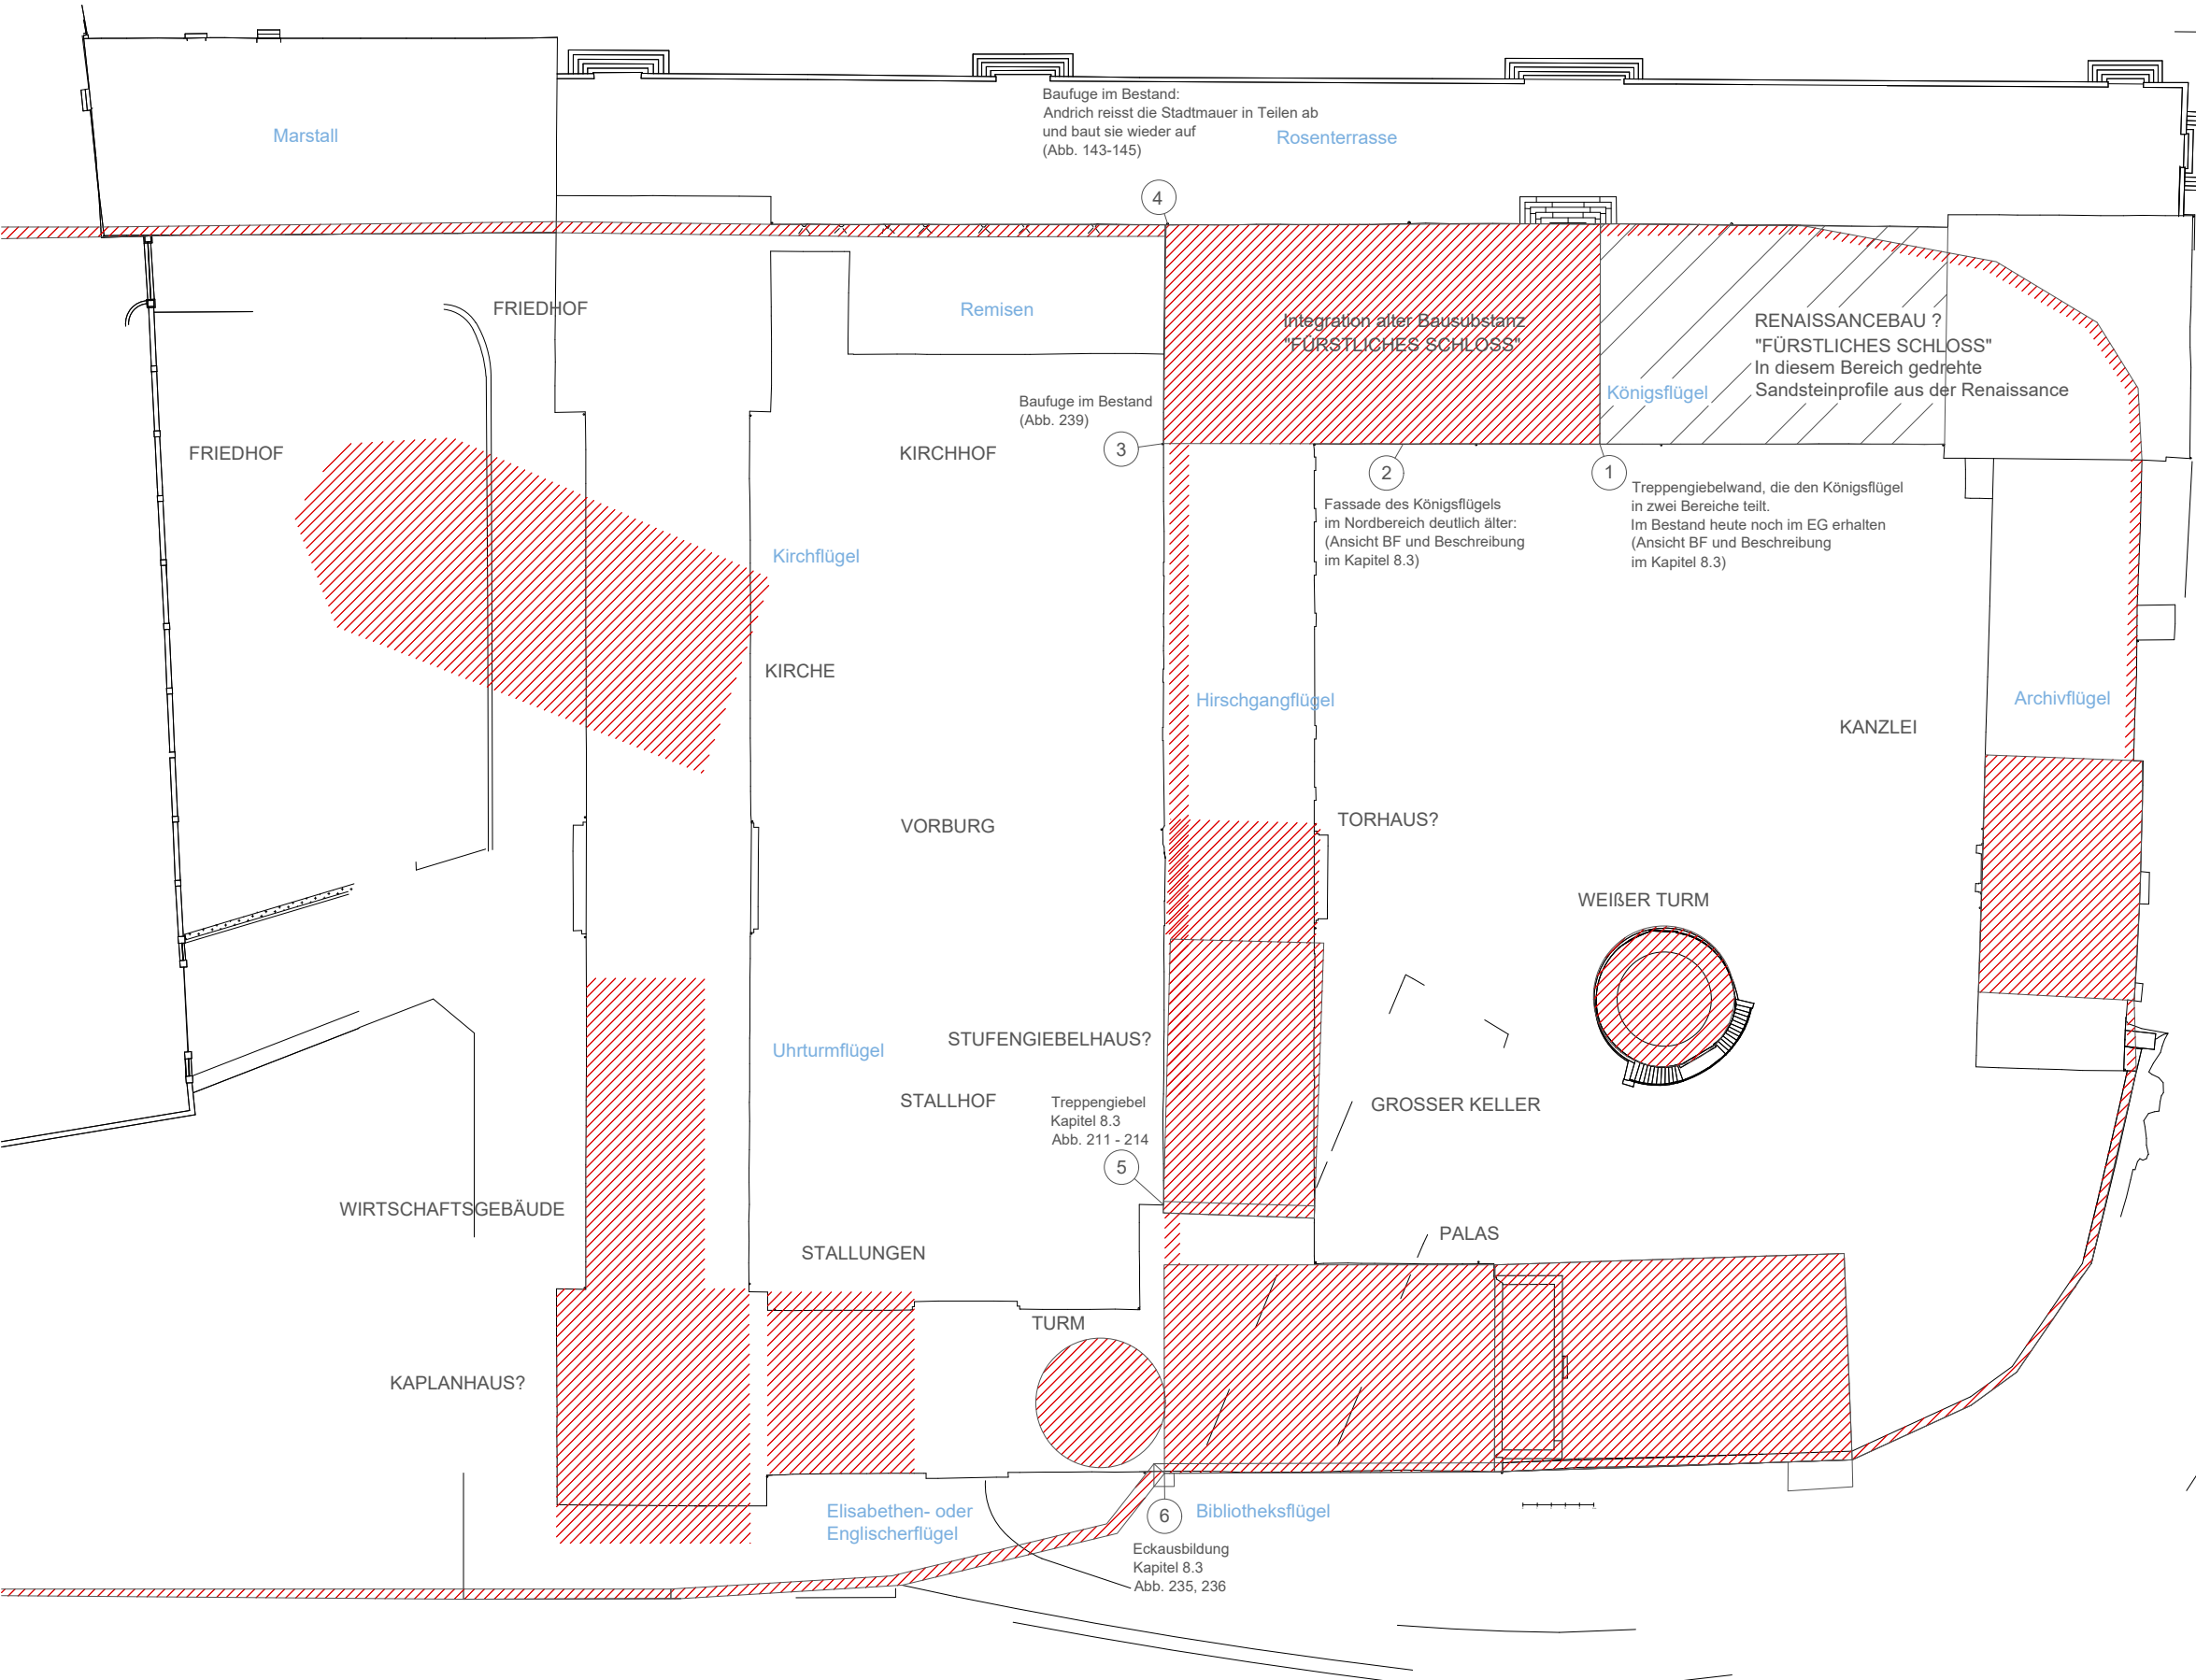 Baufuge im Bestand:
Andrich reisst die Stadtmauer in Teilen ab
und baut sie wieder auf
(Abb. 143-145)
Marstall
Rosenterrasse
4
FRIEDHOF
Remisen
Integration alter Bausubstanz
"FÜRSTLICHES SCHLOSS"
RENAISSANCEBAU ?
"FÜRSTLICHES SCHLOSS"
In diesem Bereich gedrehte
Sandsteinprofile aus der Renaissance
Königsflügel
Baufuge im Bestand
(Abb. 239)
3
FRIEDHOF
KIRCHHOF
2
Fassade des Königsflügels
im Nordbereich deutlich älter:
(Ansicht BF und Beschreibung
im Kapitel 8.3)
1
Treppengiebelwand, die den Königsflügel
in zwei Bereiche teilt.
Im Bestand heute noch im EG erhalten
(Ansicht BF und Beschreibung
im Kapitel 8.3)
Kirchflügel
KIRCHE
Hirschgangflügel
Archivflügel
KANZLEI
VORBURG
TORHAUS?
WEIßER TURM
STUFENGIEBELHAUS?
Uhrturmflügel
STALLHOF
Treppengiebel
Kapitel 8.3
Abb. 211 - 214
5
GROSSER KELLER
WIRTSCHAFTSGEBÄUDE
STALLUNGEN
PALAS
TURM
KAPLANHAUS?
Elisabethen- oder
Englischerflügel
6
Bibliotheksflügel
Eckausbildung
Kapitel 8.3
Abb. 235, 236